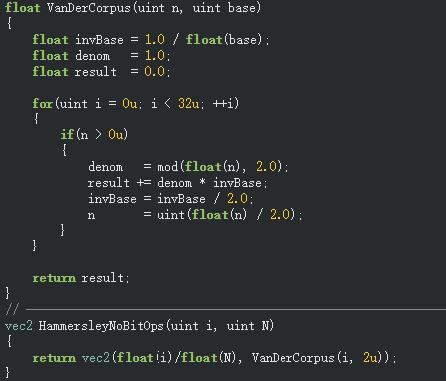 float VanDerCorpus(uint n, uint base)
{
    float invBase = 1.0 / float(base);
    float denom   = 1.0;
    float result  = 0.0;

    for(uint i = 0u; i < 32u; ++i)
    {
        if(n > 0u)
        {
            denom   = mod(float(n), 2.0);
            result += denom * invBase;
            invBase = invBase / 2.0;
            n       = uint(float(n) / 2.0);
        }
    }

    return result;
}
// ----------------------------------------------------------------------------
vec2 HammersleyNoBitOps(uint i, uint N)
{
    return vec2(float(i)/float(N), VanDerCorpus(i, 2u));
}